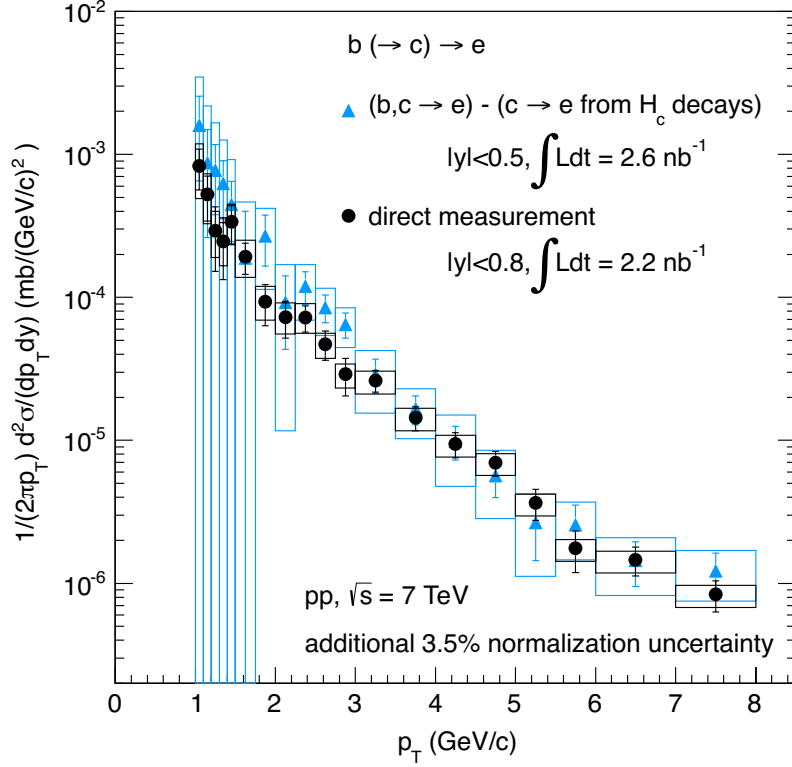 1/(2πp_T) d²σ/(dp_T dy) (mb/(GeV/c)²)
10⁻²
10⁻³
10⁻⁴
10⁻⁵
10⁻⁶
b (→ c) → e
(b,c → e) - (c → e from H_c decays)
|y|<0.5, ∫ Ldt = 2.6 nb⁻¹
direct measurement
|y|<0.8, ∫ Ldt = 2.2 nb⁻¹
pp, √s = 7 TeV
additional 3.5% normalization uncertainty
0 1 2 3 4 5 6 7 8
p_T (GeV/c)